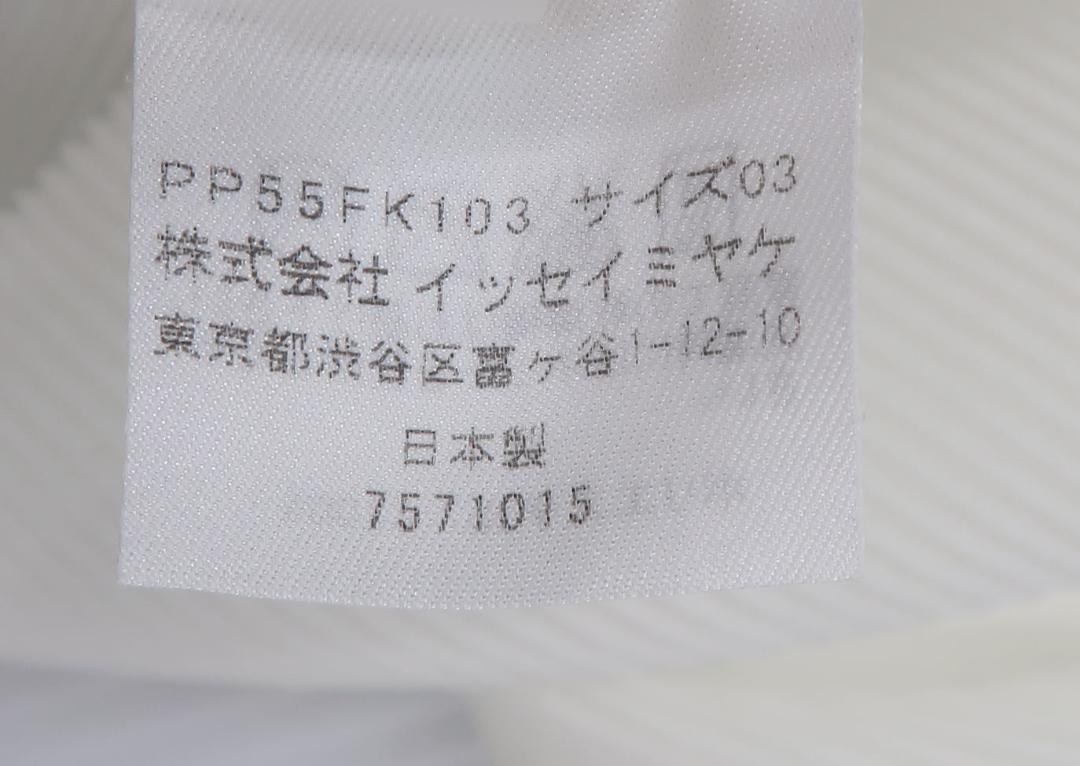 PP55FK103 サイズ03
株式会社 イッセイミヤケ
東京都渋谷区富ヶ谷1-12-10
日本製
7571015